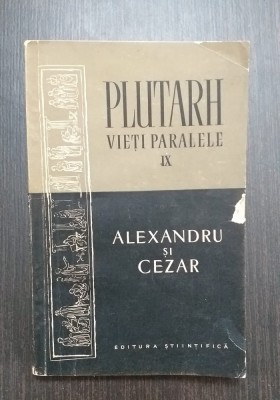 PLUTARH
VIEȚI PARALELE
IX
ALEXANDRU
ȘI
CEZAR
EDITURA ȘTIINȚIFICĂ